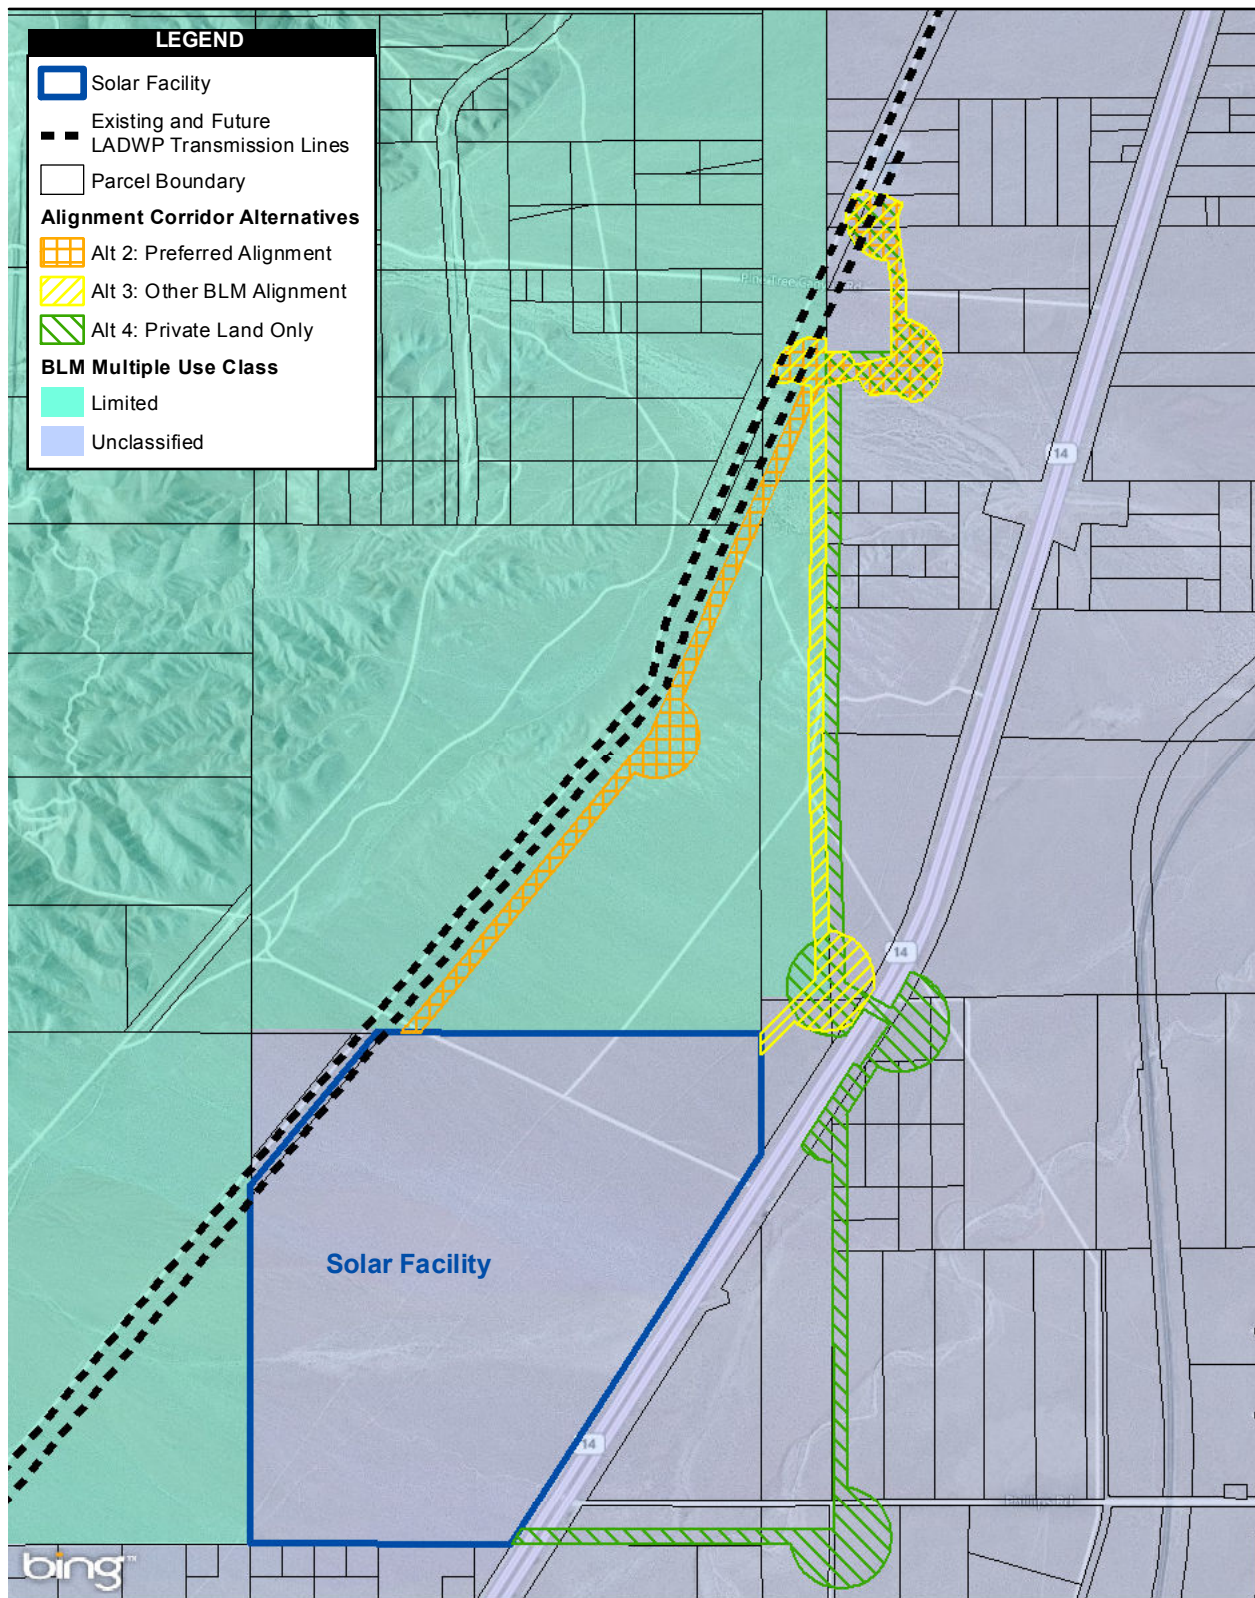 LEGEND
Solar Facility
Existing and Future
LADWP Transmission Lines
Parcel Boundary
Alignment Corridor Alternatives
Alt 2: Preferred Alignment
Alt 3: Other BLM Alignment
Alt 4: Private Land Only
BLM Multiple Use Class
Limited
Unclassified
14
14
Solar Facility
14
bing™